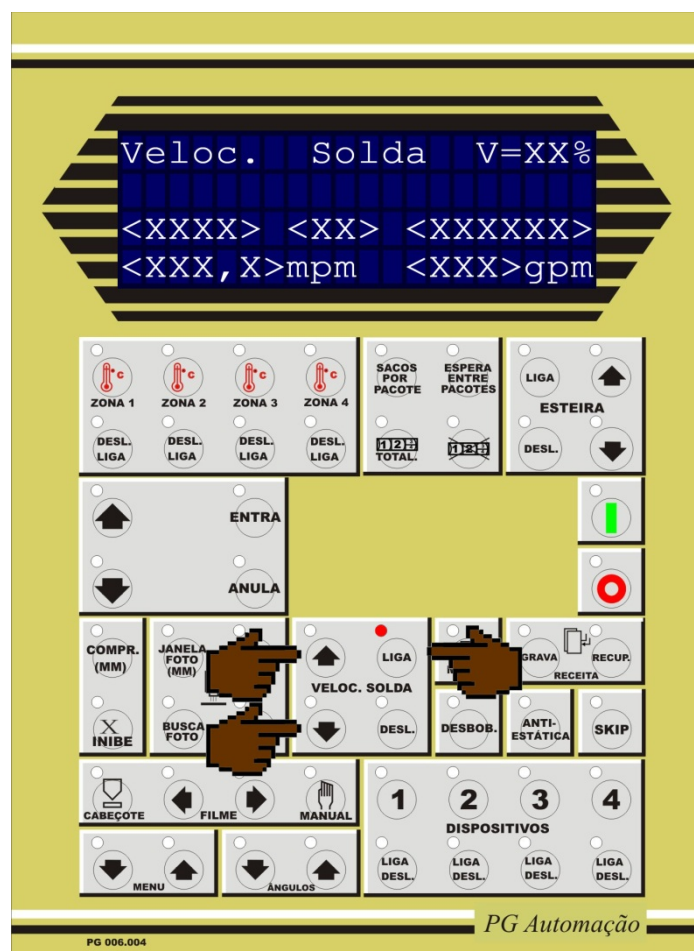 Veloc. Solda V=XX%
<XXXX> <XX> <XXXXXX>
<XXX,X>mpm <XXX>gpm
°C °C °C °C
ZONA 1 ZONA 2 ZONA 3 ZONA 4
DESL. LIGA
DESL. LIGA
DESL. LIGA
DESL. LIGA
SACOS
POR
PACOTE
ESPERA
ENTRE
PACOTES
1 2
TOTAL.
1 2
LIGA
ESTEIRA
DESL.
ENTRA
ANULA
COMPR.
(MM)
X
INIBE
JANELA
FOTO
(MM)
BUSCA
FOTO
LIGA
VELOC. SOLDA
DESL.
GRAVA
RECUP.
RECEITA
DESBOB.
ANTI-
ESTÁTICA
SKIP
CABEÇOTE
FILME
MANUAL
1 2 3 4
DISPOSITIVOS
LIGA
DESL.
LIGA
DESL.
LIGA
DESL.
LIGA
DESL.
MENU
ÂNGULOS
PG Automação
PG 006.004